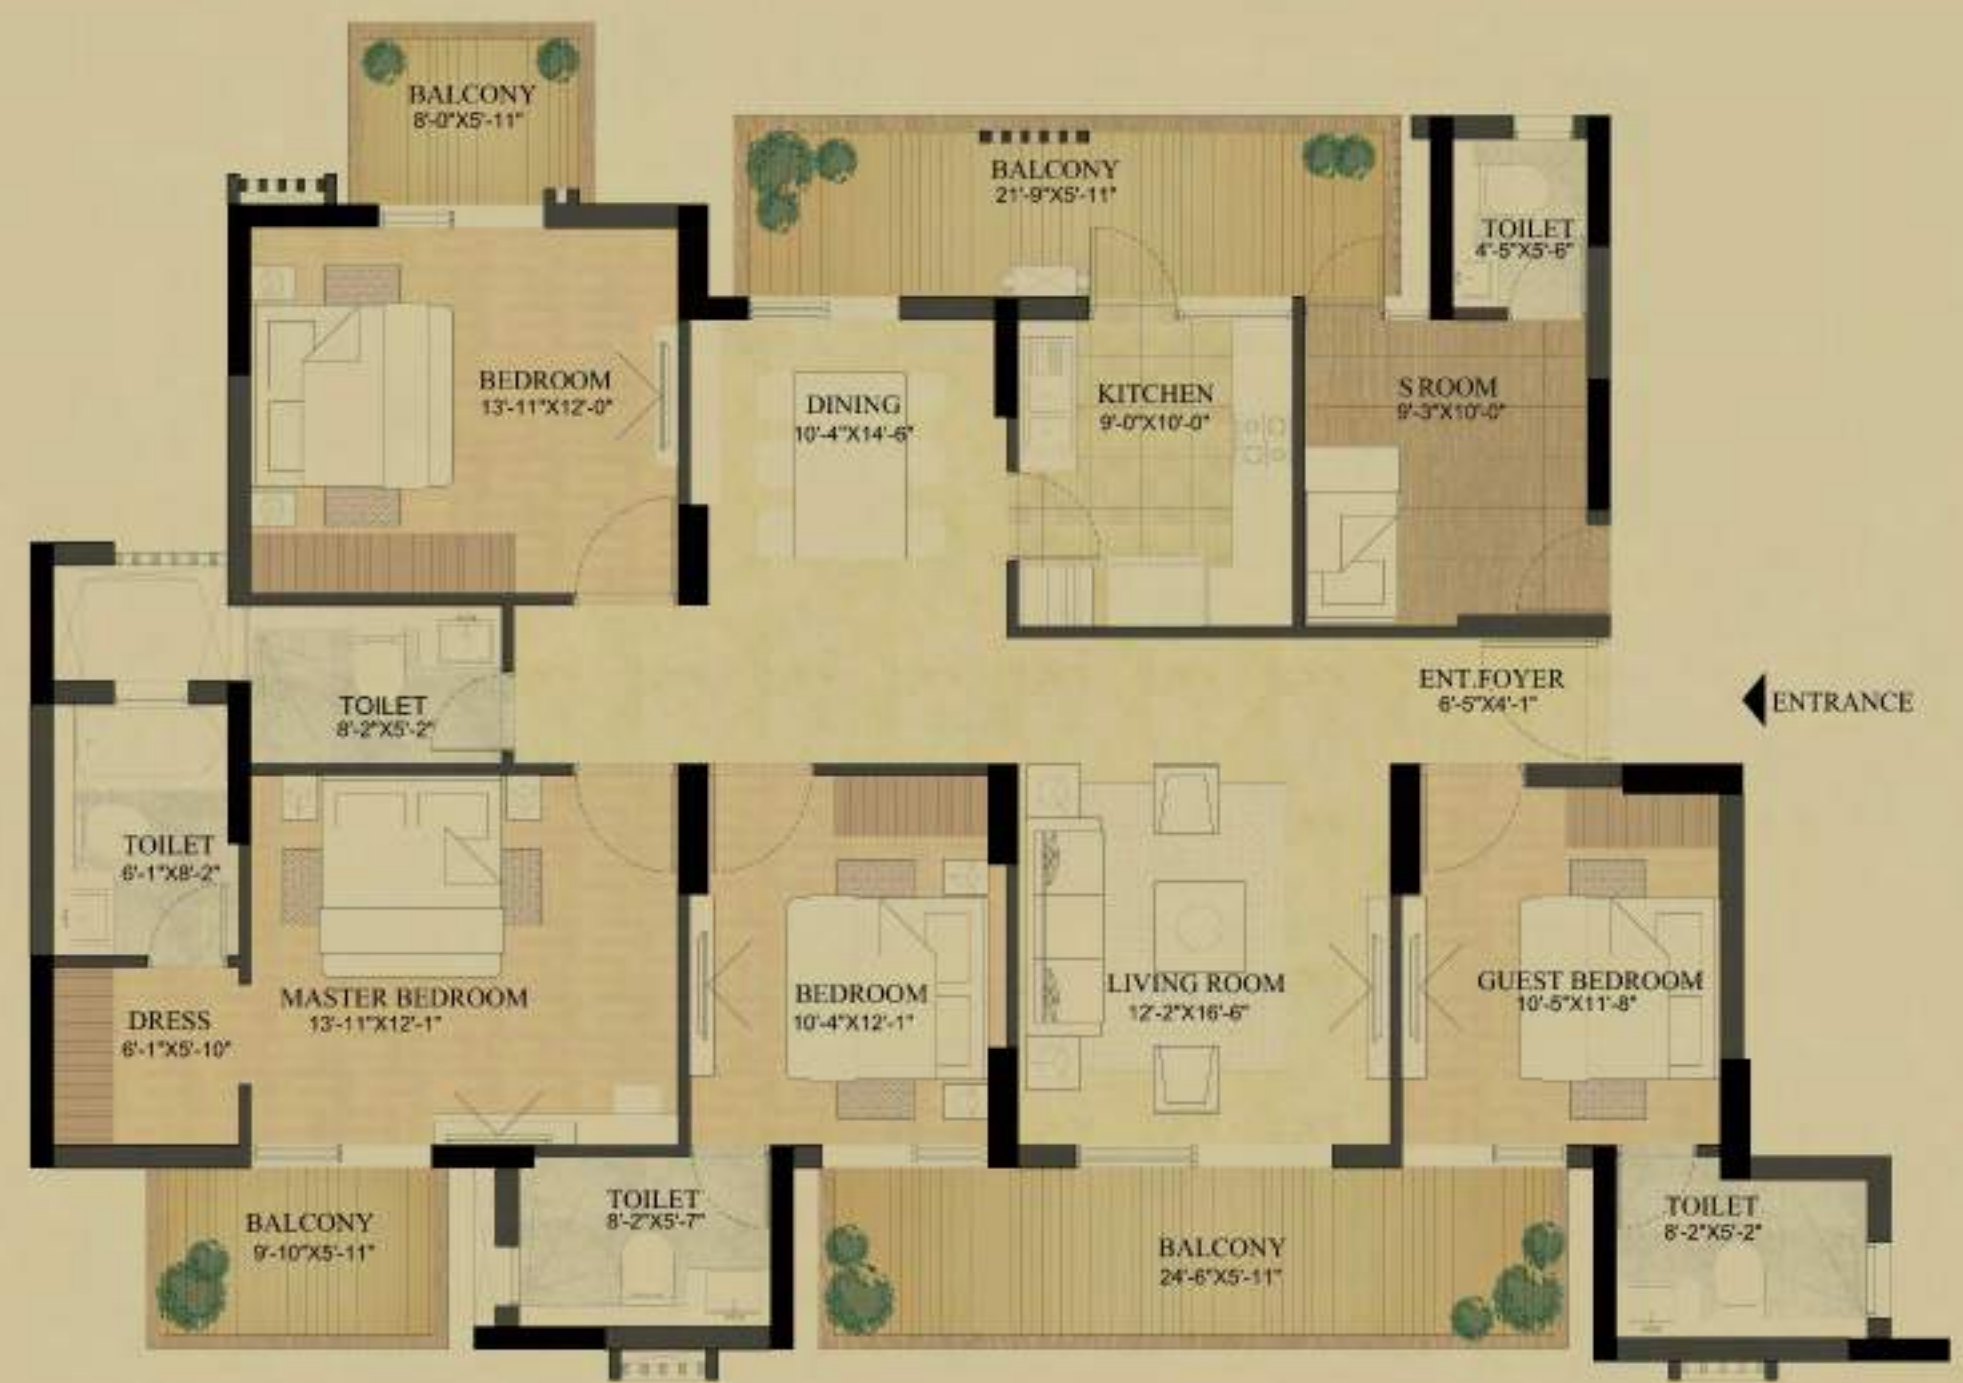 BALCONY
8'-0"X5'-11"
BALCONY
21'-9"X5'-11"
TOILET
4'-5"X5'-6"
BEDROOM
13'-11"X12'-0"
DINING
10'-4"X14'-6"
KITCHEN
9'-0"X10'-0"
S ROOM
9'-3"X10'-0"
TOILET
8'-2"X5'-2"
ENT.FOYER
6'-5"X4'-1"
ENTRANCE
TOILET
6'-1"X8'-2"
MASTER BEDROOM
13'-11"X12'-1"
DRESS
6'-1"X5'-10"
BEDROOM
10'-4"X12'-1"
LIVING ROOM
12'-2"X16'-6"
GUEST BEDROOM
10'-5"X11'-8"
BALCONY
9'-10"X5'-11"
TOILET
8'-2"X5'-7"
BALCONY
24'-6"X5'-11"
TOILET
8'-2"X5'-2"